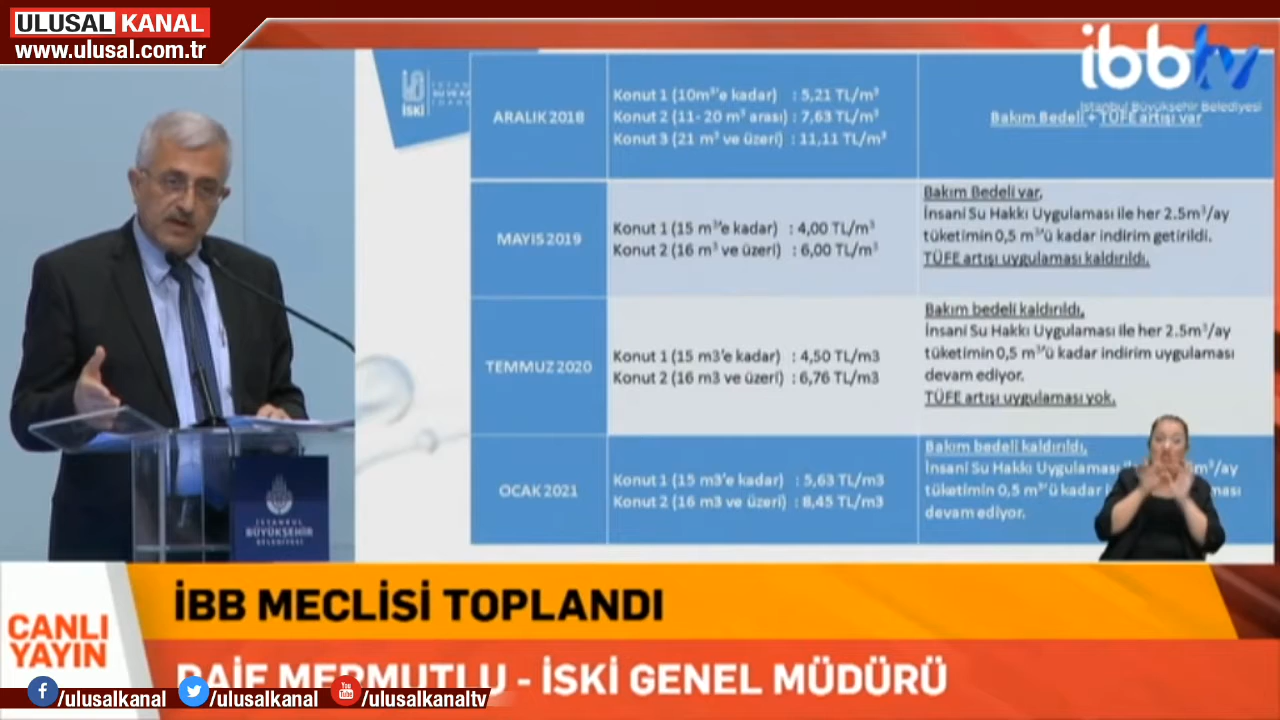 ULUSAL KANAL
www.ulusal.com.tr
ibb tv
İstanbul Büyükşehir Belediyesi
İSKİ
ARALIK 2018
Konut 1 (10m³'e kadar) : 5,21 TL/m³
Konut 2 (11- 20 m³ arası) : 7,63 TL/m³
Konut 3 (21 m³ ve üzeri) : 11,11 TL/m³
Bakım Bedeli + TÜFE artışı var
MAYIS 2019
Konut 1 (15 m³'e kadar) : 4,00 TL/m³
Konut 2 (16 m³ ve üzeri) : 6,00 TL/m³
Bakım Bedeli var,
İnsani Su Hakkı Uygulaması ile her 2.5m³/ay
tüketimin 0,5 m³'ü kadar indirim getirildi.
TÜFE artışı uygulaması kaldırıldı.
TEMMUZ 2020
Konut 1 (15 m3'e kadar) : 4,50 TL/m3
Konut 2 (16 m3 ve üzeri) : 6,76 TL/m3
Bakım bedeli kaldırıldı,
İnsani Su Hakkı Uygulaması ile her 2.5m³/ay
tüketimin 0,5 m³'ü kadar indirim uygulaması
devam ediyor.
TÜFE artışı uygulaması yok.
OCAK 2021
Konut 1 (15 m3'e kadar) : 5,63 TL/m3
Konut 2 (16 m3 ve üzeri) : 8,45 TL/m3
Bakım bedeli kaldırıldı,
İnsani Su Hakkı m³/ay
tüketimin 0,5 m³'ü kadar
devam ediyor.
İSTANBUL
BÜYÜKŞEHİR
BELEDİYESİ
CANLI
YAYIN
İBB MECLİSİ TOPLANDI
RAİF MERMUTLU - İSKİ GENEL MÜDÜRÜ
/ulusalkanal /ulusalkanal /ulusalkanaltv